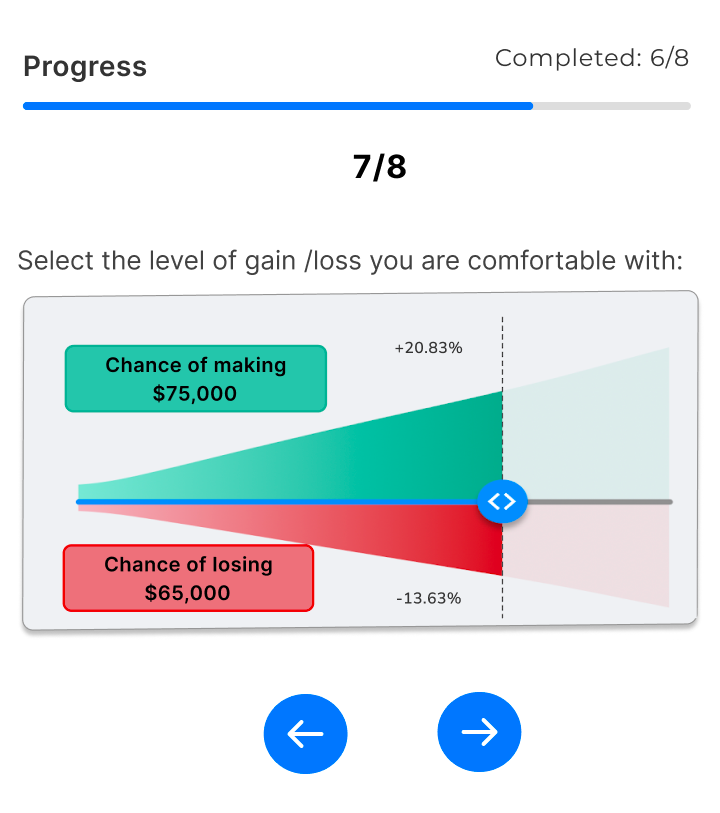 Progress
Completed: 6/8
7/8
Select the level of gain /loss you are comfortable with:
+20.83%
Chance of making
$75,000
Chance of losing
$65,000
-13.63%